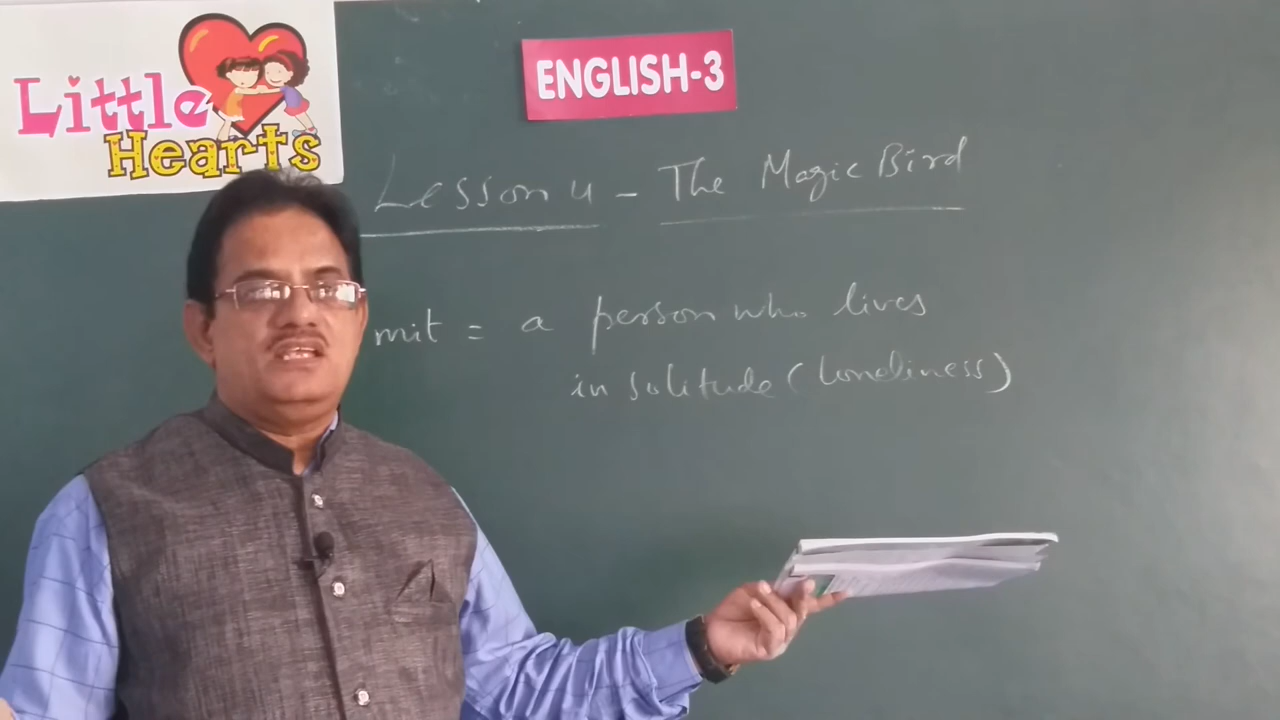 Little
Hearts
ENGLISH-3
Lesson 4 - The Magic Bird
mit = a person who lives
in solitude (loneliness)